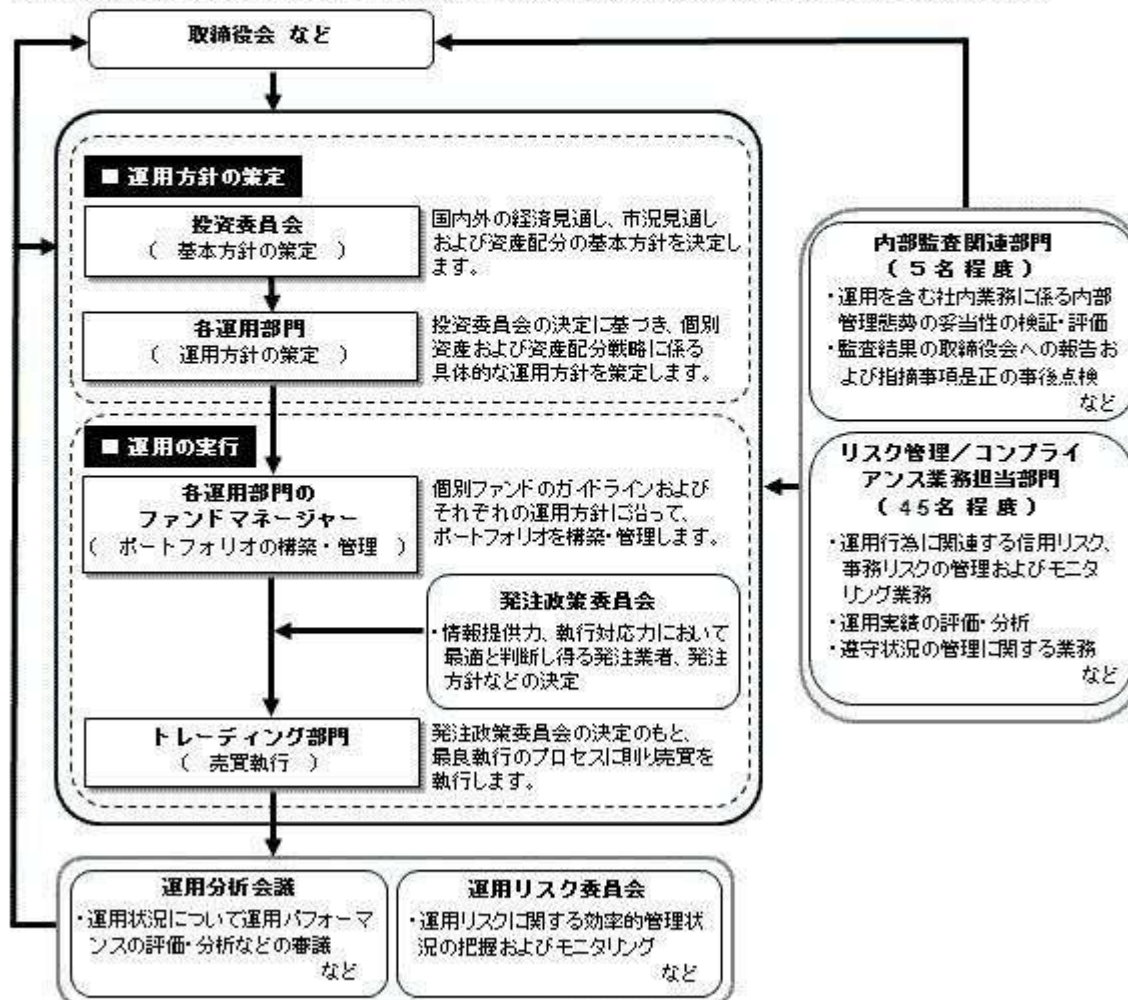 取締役会 など
■ 運用方針の策定
投資委員会
( 基本方針の策定 )
国内外の経済見通し、市況見通し
および資産配分の基本方針を決定し
ます。
各運用部門
( 運用方針の策定 )
投資委員会の決定に基づき、個別
資産および資産配分戦略に係る
具体的な運用方針を策定します。
■ 運用の実行
各運用部門の
ファンドマネージャー
( ポートフォリオの構築・管理 )
個別ファンドのガイドラインおよび
それぞれの運用方針に沿って、
ポートフォリオを構築・管理します。
発注政策委員会
・情報提供力、執行対応力において
最適と判断し得る発注業者、発注
方針などの決定
トレーディング部門
( 売買執行 )
発注政策委員会の決定のもと、
最良執行のプロセスに則り売買を
執行します。
運用分析会議
・運用状況について運用パフォーマ
ンスの評価・分析などの審議
など
運用リスク委員会
・運用リスクに関する効率的管理状
況の把握およびモニタリング
など
内部監査関連部門
( 5名程度 )
・運用を含む社内業務に係る内部
管理態勢の妥当性の検証・評価
・監査結果の取締役会への報告お
よび指摘事項是正の事後点検
など
リスク管理/コンプライ
アンス業務担当部門
( 45名程度 )
・運用行為に関連する信用リスク、
事務リスクの管理およびモニタ
リング業務
・運用実績の評価・分析
・遵守状況の管理に関する業務
など